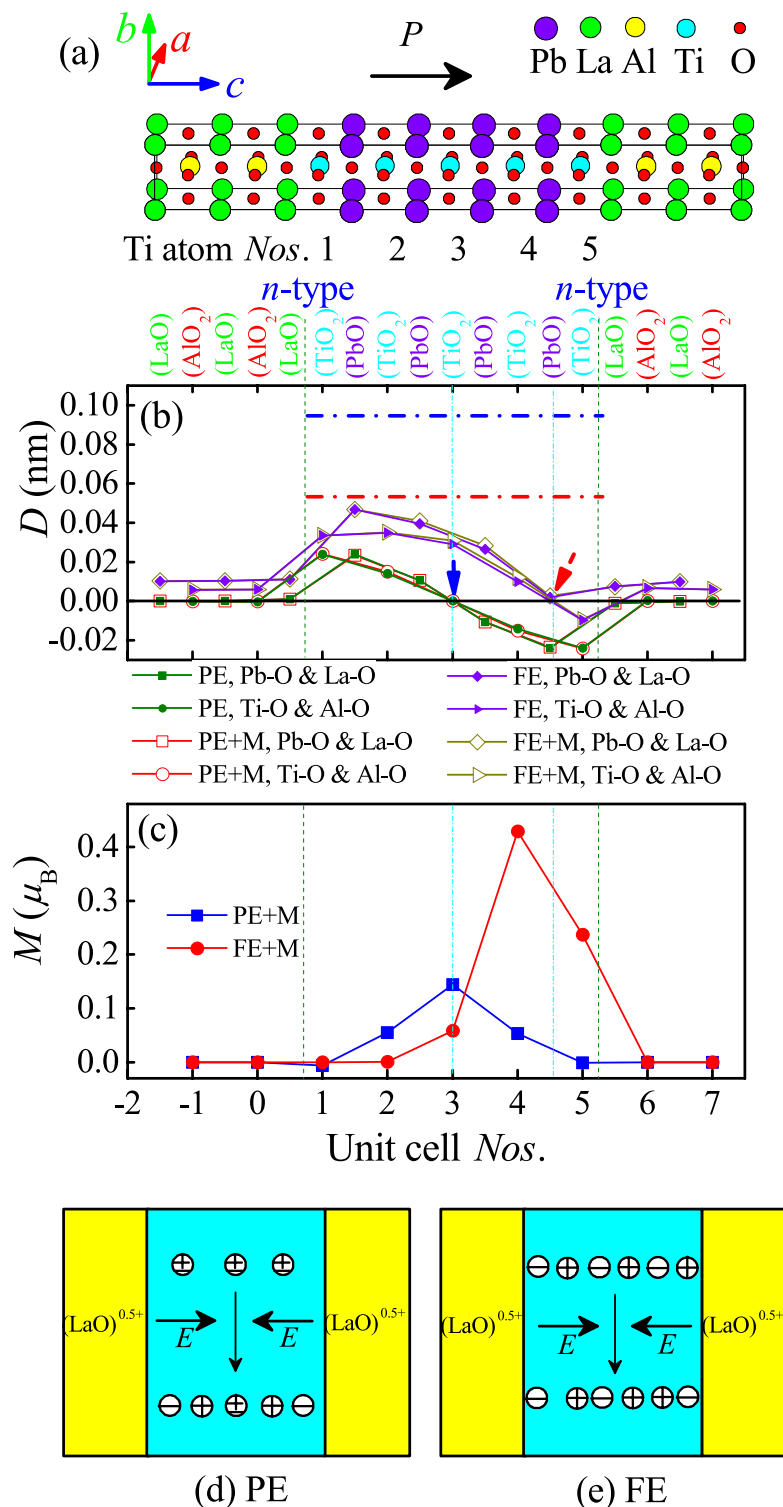 (a)
b
a
c
P
Pb La Al Ti O
Ti atom Nos. 1 2 3 4 5
n-type n-type
(LaO) (AlO2) (LaO) (AlO2) (LaO) (TiO2) (PbO) (TiO2) (PbO) (TiO2) (PbO) (TiO2) (PbO) (TiO2) (LaO) (AlO2) (LaO) (AlO2)
(b)
D (nm)
0.10
0.08
0.06
0.04
0.02
0.00
-0.02
PE, Pb-O & La-O FE, Pb-O & La-O
PE, Ti-O & Al-O FE, Ti-O & Al-O
PE+M, Pb-O & La-O FE+M, Pb-O & La-O
PE+M, Ti-O & Al-O FE+M, Ti-O & Al-O
(c)
M (μB)
0.4
0.3
0.2
0.1
0.0
PE+M
FE+M
-2 -1 0 1 2 3 4 5 6 7
Unit cell Nos.
(LaO)0.5+ E E (LaO)0.5+
(LaO)0.5+ E E (LaO)0.5+
(d) PE (e) FE